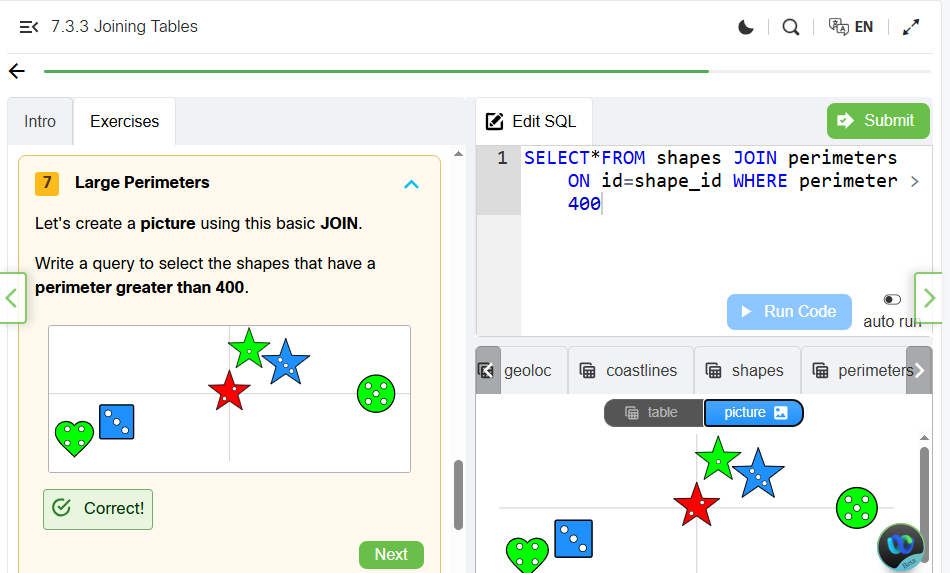 7.3.3 Joining Tables
EN
Intro
Exercises
7
Large Perimeters
Let's create a picture using this basic JOIN.
Write a query to select the shapes that have a
perimeter greater than 400.
Correct!
Next
Edit SQL
Submit
1
SELECT*FROM shapes JOIN perimeters
ON id=shape_id WHERE perimeter >
400
Run Code
auto run
geoloc
coastlines
shapes
perimeters
table
picture
Beta